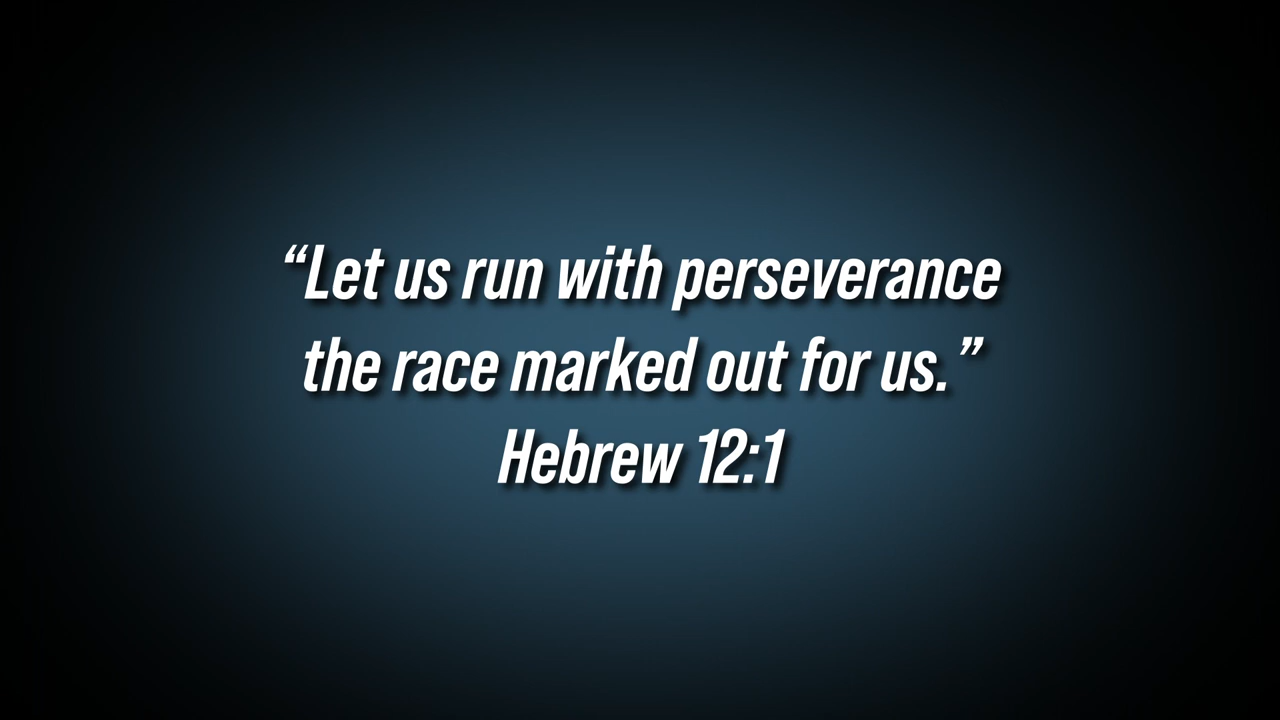 “Let us run with perseverance
the race marked out for us.”
Hebrew 12:1